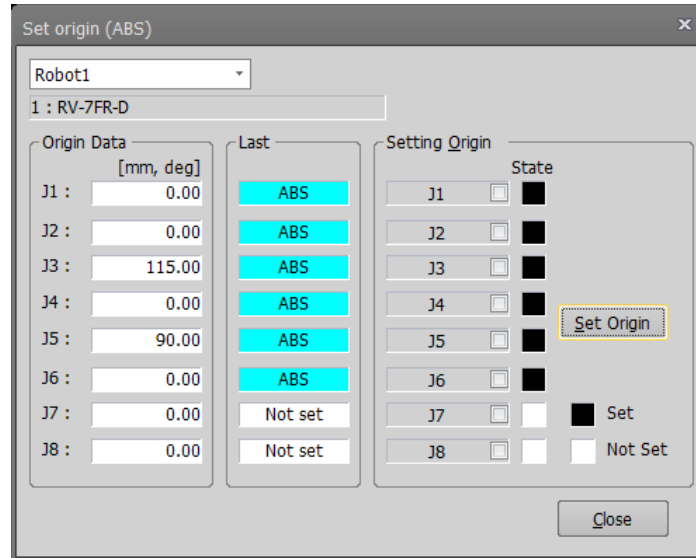 Set origin (ABS)
Robot1
1 : RV-7FR-D
Origin Data Last Setting Origin
[mm, deg] State
J1 : 0.00 ABS J1
J2 : 0.00 ABS J2
J3 : 115.00 ABS J3
J4 : 0.00 ABS J4
Set Origin
J5 : 90.00 ABS J5
J6 : 0.00 ABS J6
J7 : 0.00 Not set J7 Set
J8 : 0.00 Not set J8 Not Set
Close